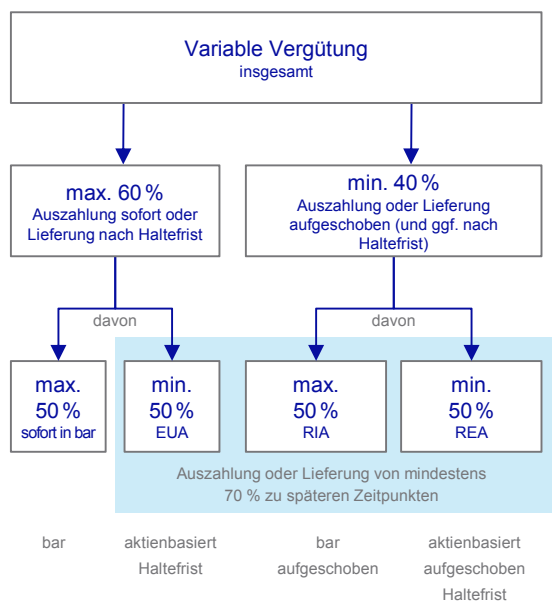 Variable Vergütung
insgesamt
max. 60 %
Auszahlung sofort oder
Lieferung nach Haltefrist
min. 40 %
Auszahlung oder Lieferung
aufgeschoben (und ggf. nach
Haltefrist)
davon
davon
max.
50 %
sofort in bar
min.
50 %
EUA
max.
50 %
RIA
min.
50 %
REA
Auszahlung oder Lieferung von mindestens
70 % zu späteren Zeitpunkten
bar
aktienbasiert
Haltefrist
bar
aufgeschoben
aktienbasiert
aufgeschoben
Haltefrist